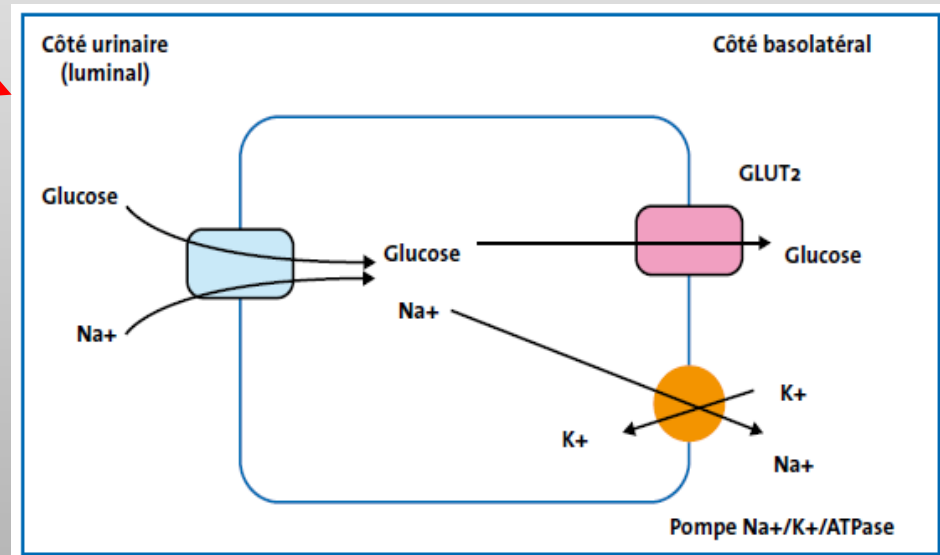 Côté urinaire
(luminal)
Côté basolatéral
GLUT2
Glucose
Glucose
Glucose
Na+
Na+
K+
K+
Na+
Pompe Na+/K+/ATPase